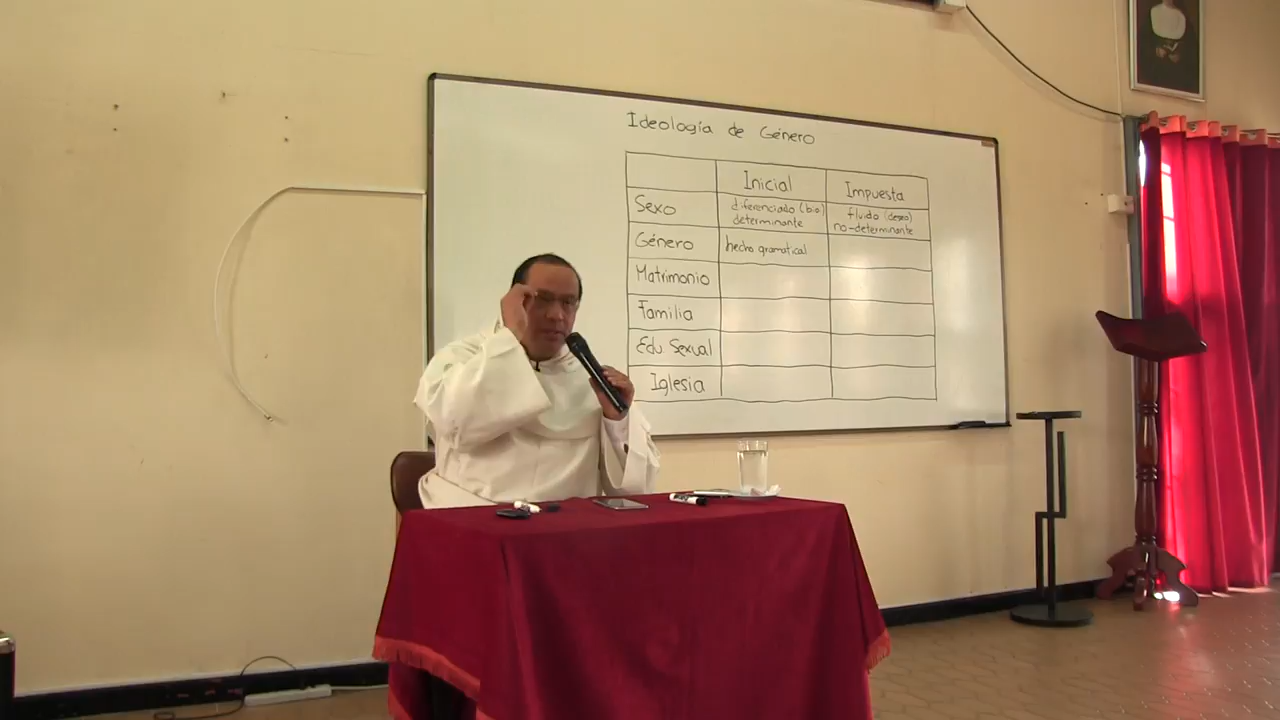 Ideología de Género
Inicial Impuesta
Sexo diferenciado (bio) determinante fluido (deseo) no-determinante
Género hecho gramatical
Matrimonio
Familia
Edu Sexual
Iglesia